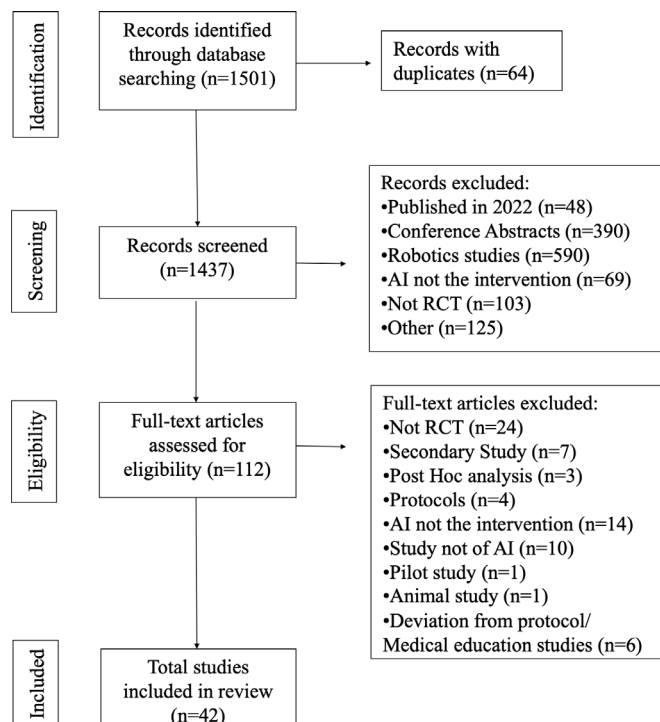 Identification
Records identified
through database
searching (n=1501)
Records with
duplicates (n=64)
Screening
Records screened
(n=1437)
Records excluded:
•Published in 2022 (n=48)
•Conference Abstracts (n=390)
•Robotics studies (n=590)
•AI not the intervention (n=69)
•Not RCT (n=103)
•Other (n=125)
Eligibility
Full-text articles
assessed for
eligibility (n=112)
Full-text articles excluded:
•Not RCT (n=24)
•Secondary Study (n=7)
•Post Hoc analysis (n=3)
•Protocols (n=4)
•AI not the intervention (n=14)
•Study not of AI (n=10)
•Pilot study (n=1)
•Animal study (n=1)
•Deviation from protocol/
Medical education studies (n=6)
Included
Total studies
included in review
(n=42)